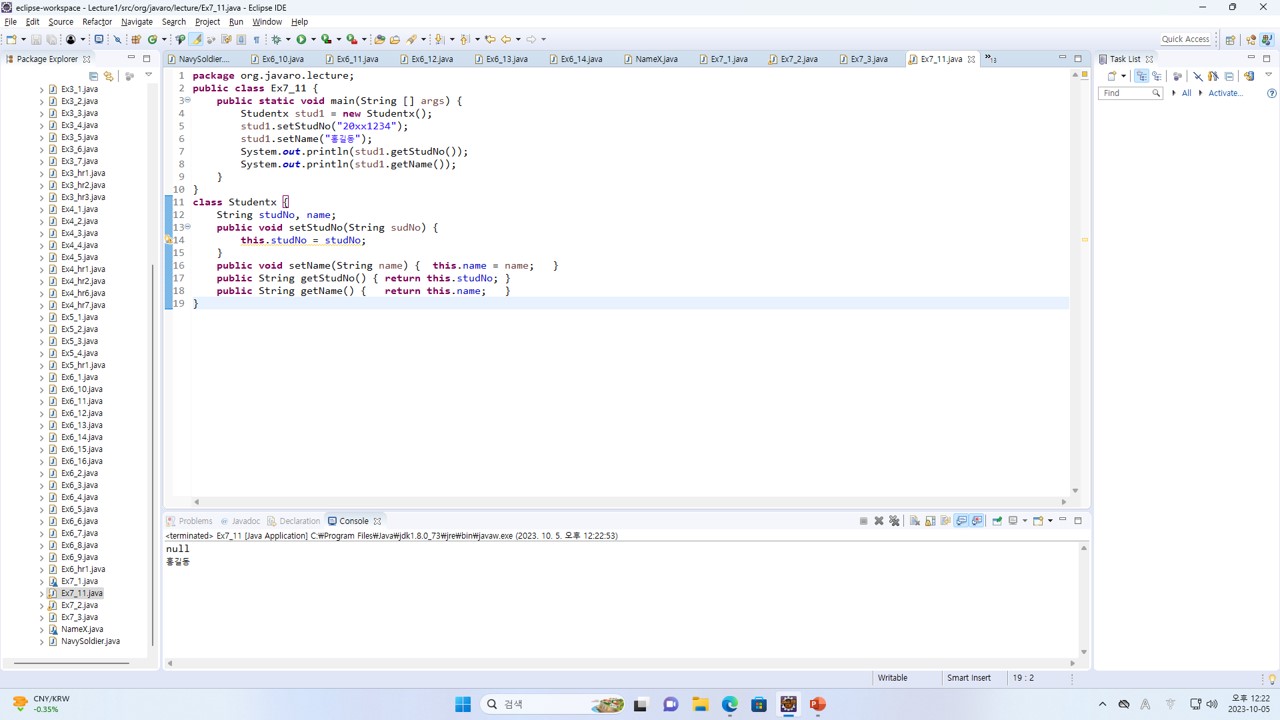 eclipse-workspace - Lecture1/src/org/javaro/lecture/Ex7_11.java - Eclipse IDE
File Edit Source Refactor Navigate Search Project Run Window Help
Quick Access
Package Explorer
Ex3_1.java
Ex3_3.java
Ex3_4.java
Ex3_5.java
Ex3_6.java
Ex3_7.java
Ex3_hr1.java
Ex3_hr2.java
Ex3_hr3.java
Ex4_1.java
Ex4_2.java
Ex4_3.java
Ex4_4.java
Ex4_5.java
Ex4_hr1.java
Ex4_hr2.java
Ex4_hr6.java
Ex4_hr7.java
Ex5_1.java
Ex5_2.java
Ex5_3.java
Ex5_4.java
Ex5_hr1.java
Ex6_1.java
Ex6_10.java
Ex6_11.java
Ex6_12.java
Ex6_13.java
Ex6_14.java
Ex6_15.java
Ex6_16.java
Ex6_2.java
Ex6_3.java
Ex6_4.java
Ex6_5.java
Ex6_6.java
Ex6_7.java
Ex6_8.java
Ex6_9.java
Ex6_hr1.java
Ex7_1.java
Ex7_11.java
Ex7_2.java
Ex7_3.java
NameX.java
NavySoldier.java
NavySoldier.... Ex6_10.java Ex6_11.java Ex6_12.java Ex6_13.java Ex6_14.java NameX.java Ex7_1.java Ex7_2.java Ex7_3.java Ex7_11.java »13
1 package org.javaro.lecture;
2 public class Ex7_11 {
3 public static void main(String [] args) {
4 Studentx stud1 = new Studentx();
5 stud1.setStudNo("20xx1234");
6 stud1.setName("홍길동");
7 System.out.println(stud1.getStudNo());
8 System.out.println(stud1.getName());
9 }
10 }
11 class Studentx {
12 String studNo, name;
13 public void setStudNo(String sudNo) {
14 this.studNo = studNo;
15 }
16 public void setName(String name) { this.name = name; }
17 public String getStudNo() { return this.studNo; }
18 public String getName() { return this.name; }
19 }
Task List
Find All Activate...
Problems Javadoc Declaration Console
<terminated> Ex7_11 [Java Application] C:₩Program Files₩Java₩jdk1.8.0_73₩jre₩bin₩javaw.exe (2023. 10. 5. 오후 12:22:53)
null
홍길동
Writable Smart Insert 19 : 2
CNY/KRW
-0.35%
검색
A
오후 12:22
2023-10-05